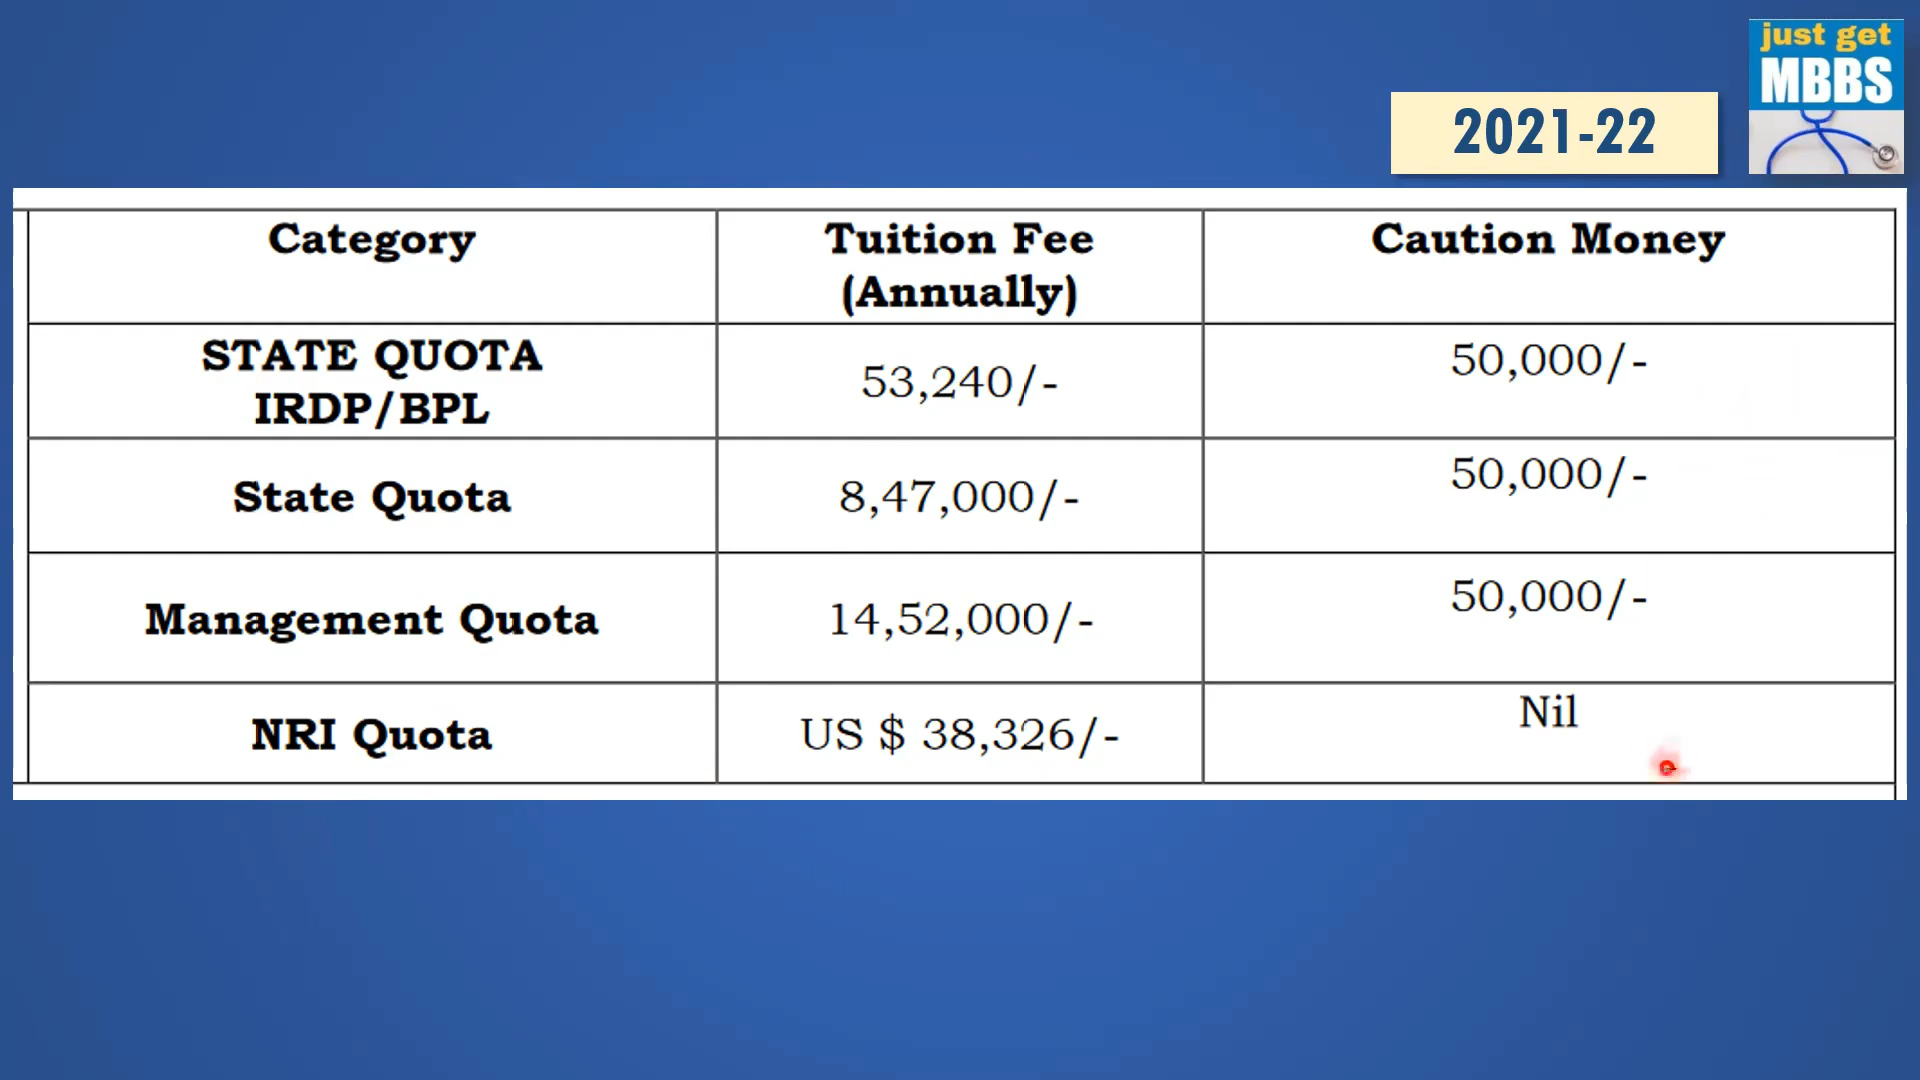 just get
MBBS
2021-22
Category Tuition Fee (Annually) Caution Money
STATE QUOTA IRDP/BPL 53,240/- 50,000/-
State Quota 8,47,000/- 50,000/-
Management Quota 14,52,000/- 50,000/-
NRI Quota US $ 38,326/- Nil